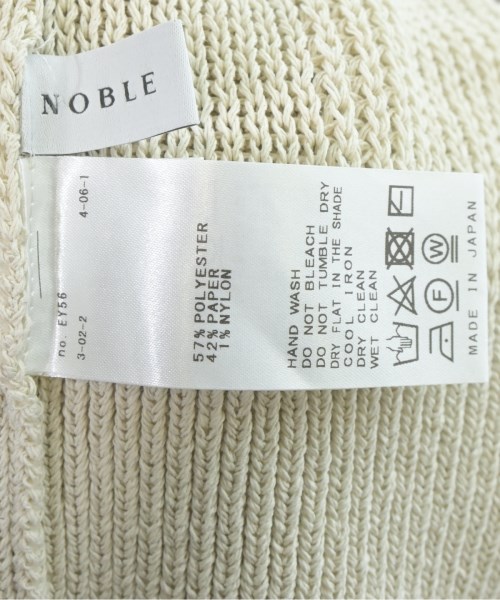 NOBLE
no. EY56
3-02-2 4-06-1
57% POLYESTER
42% PAPER
1% NYLON
HAND WASH
DO NOT BLEACH
DO NOT TUMBLE DRY
DRY FLAT IN THE SHADE
COOL IRON
DRY CLEAN
WET CLEAN
F W
MADE IN JAPAN